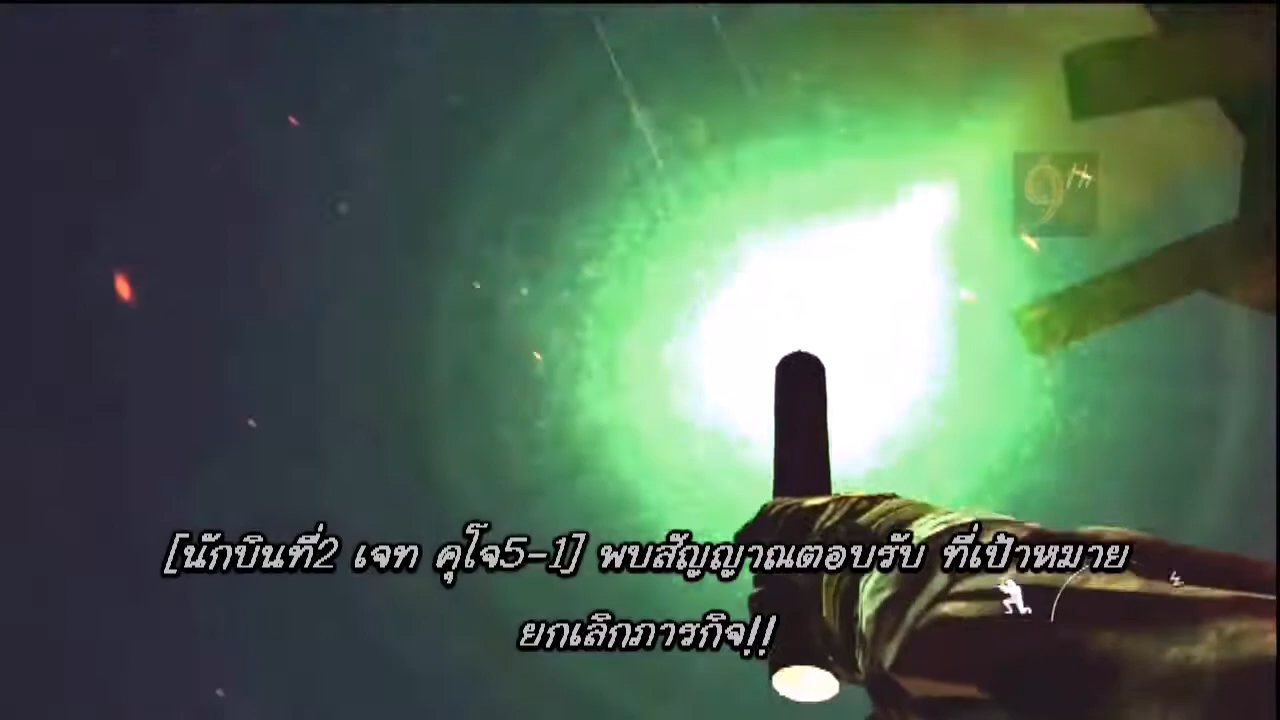 [นักบินที่2 เจท คุโจ5-1] พบสัญญาณตอบรับ ที่เป้าหมาย
ยกเลิกภารกิจ!!